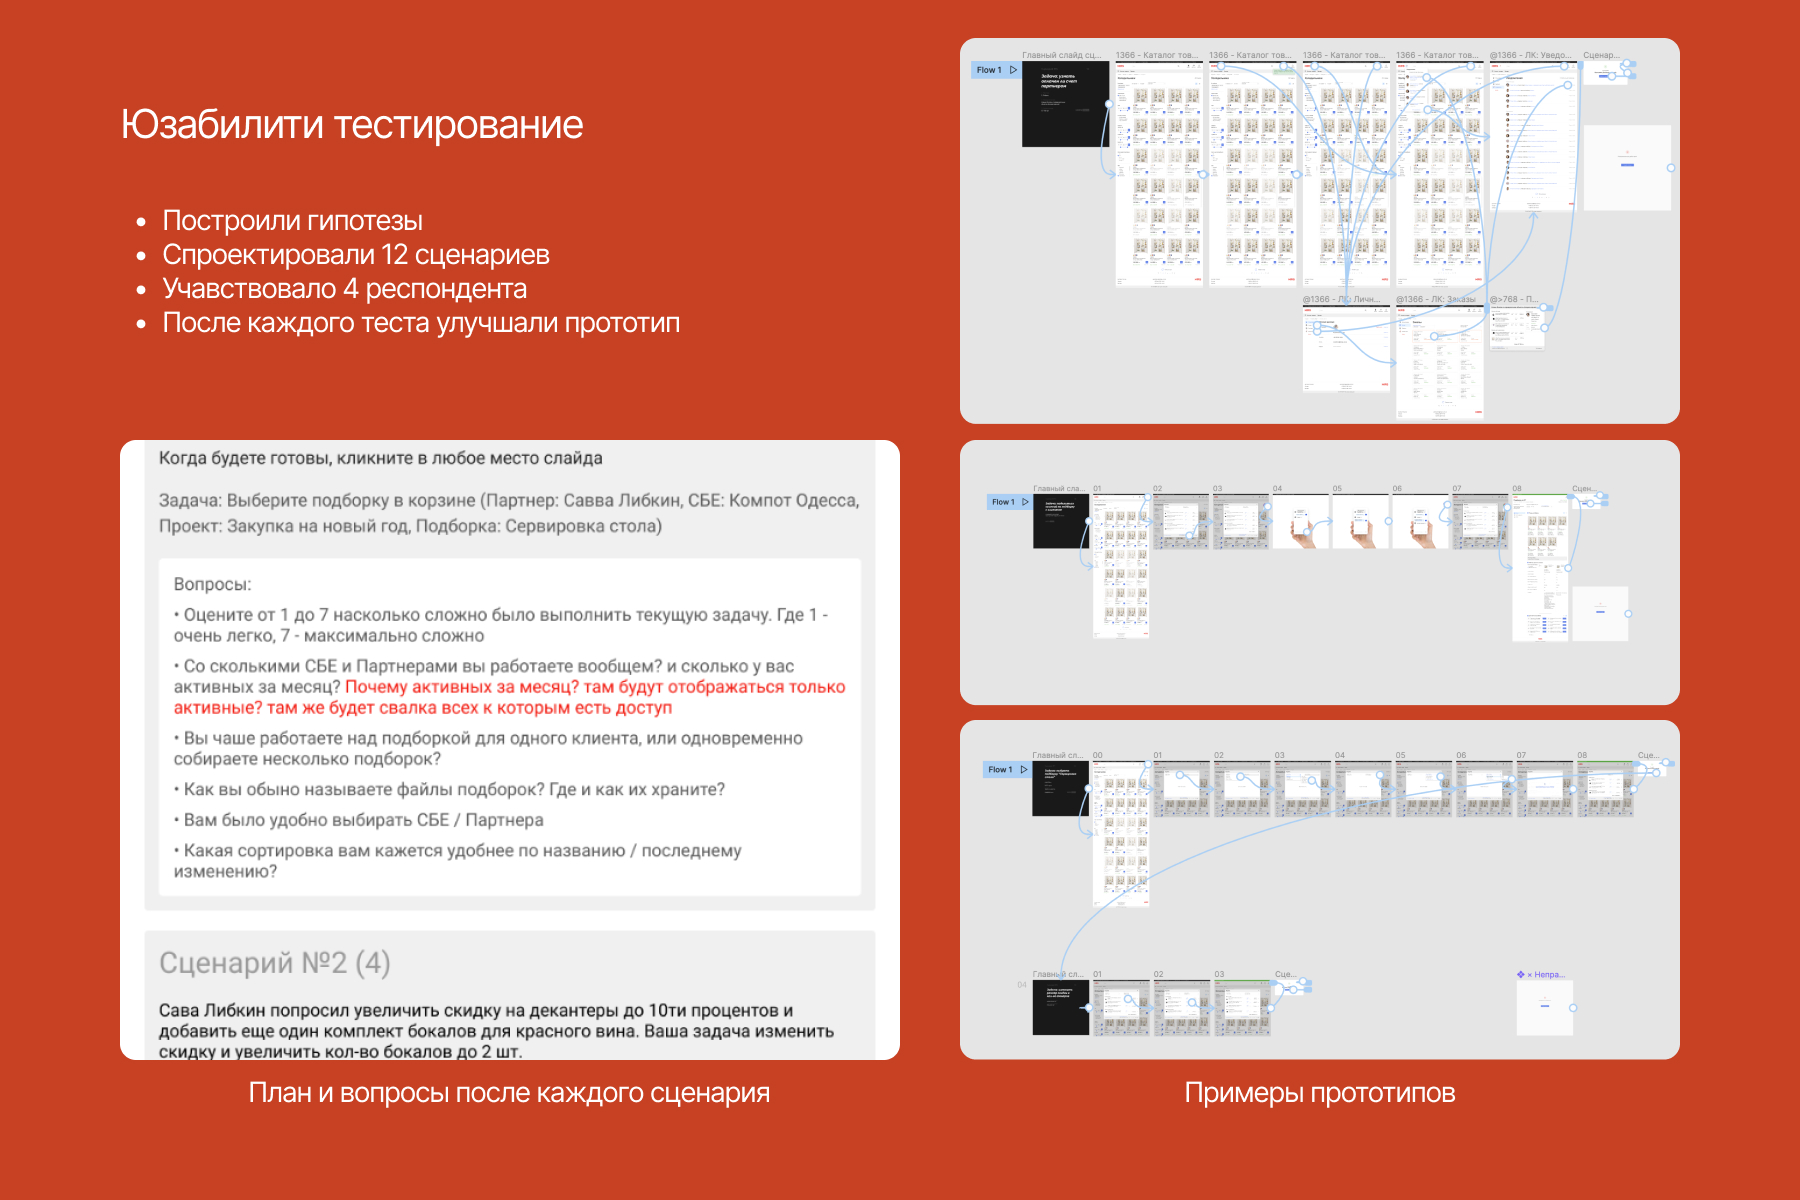 Юзабилити тестирование
• Построили гипотезы
• Спроектировали 12 сценариев
• Учавствовало 4 респондента
• После каждого теста улучшали прототип
Когда будете готовы, кликните в любое место слайда
Задача: Выберите подборку в корзине (Партнер: Савва Либкин, СБЕ: Компот Одесса,
Проект: Закупка на новый год, Подборка: Сервировка стола)
Вопросы:
• Оцените от 1 до 7 насколько сложно было выполнить текущую задачу. Где 1 -
очень легко, 7 - максимально сложно
• Со сколькими СБЕ и Партнерами вы работаете вообщем? и сколько у вас
активных за месяц? Почему активных за месяц? там будут отображаться только
активные? там же будет свалка всех к которым есть доступ
• Вы чаше работаете над подборкой для одного клиента, или одновременно
собираете несколько подборок?
• Как вы обыно называете файлы подборок? Где и как их храните?
• Вам было удобно выбирать СБЕ / Партнера
• Какая сортировка вам кажется удобнее по названию / последнему
изменению?
Сценарий №2 (4)
Сава Либкин попросил увеличить скидку на декантеры до 10ти процентов и
добавить еще один комплект бокалов для красного вина. Ваша задача изменить
скидку и увеличить кол-во бокалов до 2 шт.
План и вопросы после каждого сценария
Flow 1
Главный слайд сц...
1366 - Каталог тов...
1366 - Каталог тов...
1366 - Каталог тов...
1366 - Каталог тов...
@1366 - ЛК: Уведо...
Сценар...
@1366 - ЛК: Личн...
@1366 - ЛК: Заказы
@>768 - П...
Flow 1
Главный сла...
01
02
03
04
05
06
07
08
Сцен...
Flow 1
Главный сл...
00
01
02
03
04
05
06
07
08
Сце...
04
Главный сл...
01
02
03
Сце...
× Непра...
Примеры прототипов